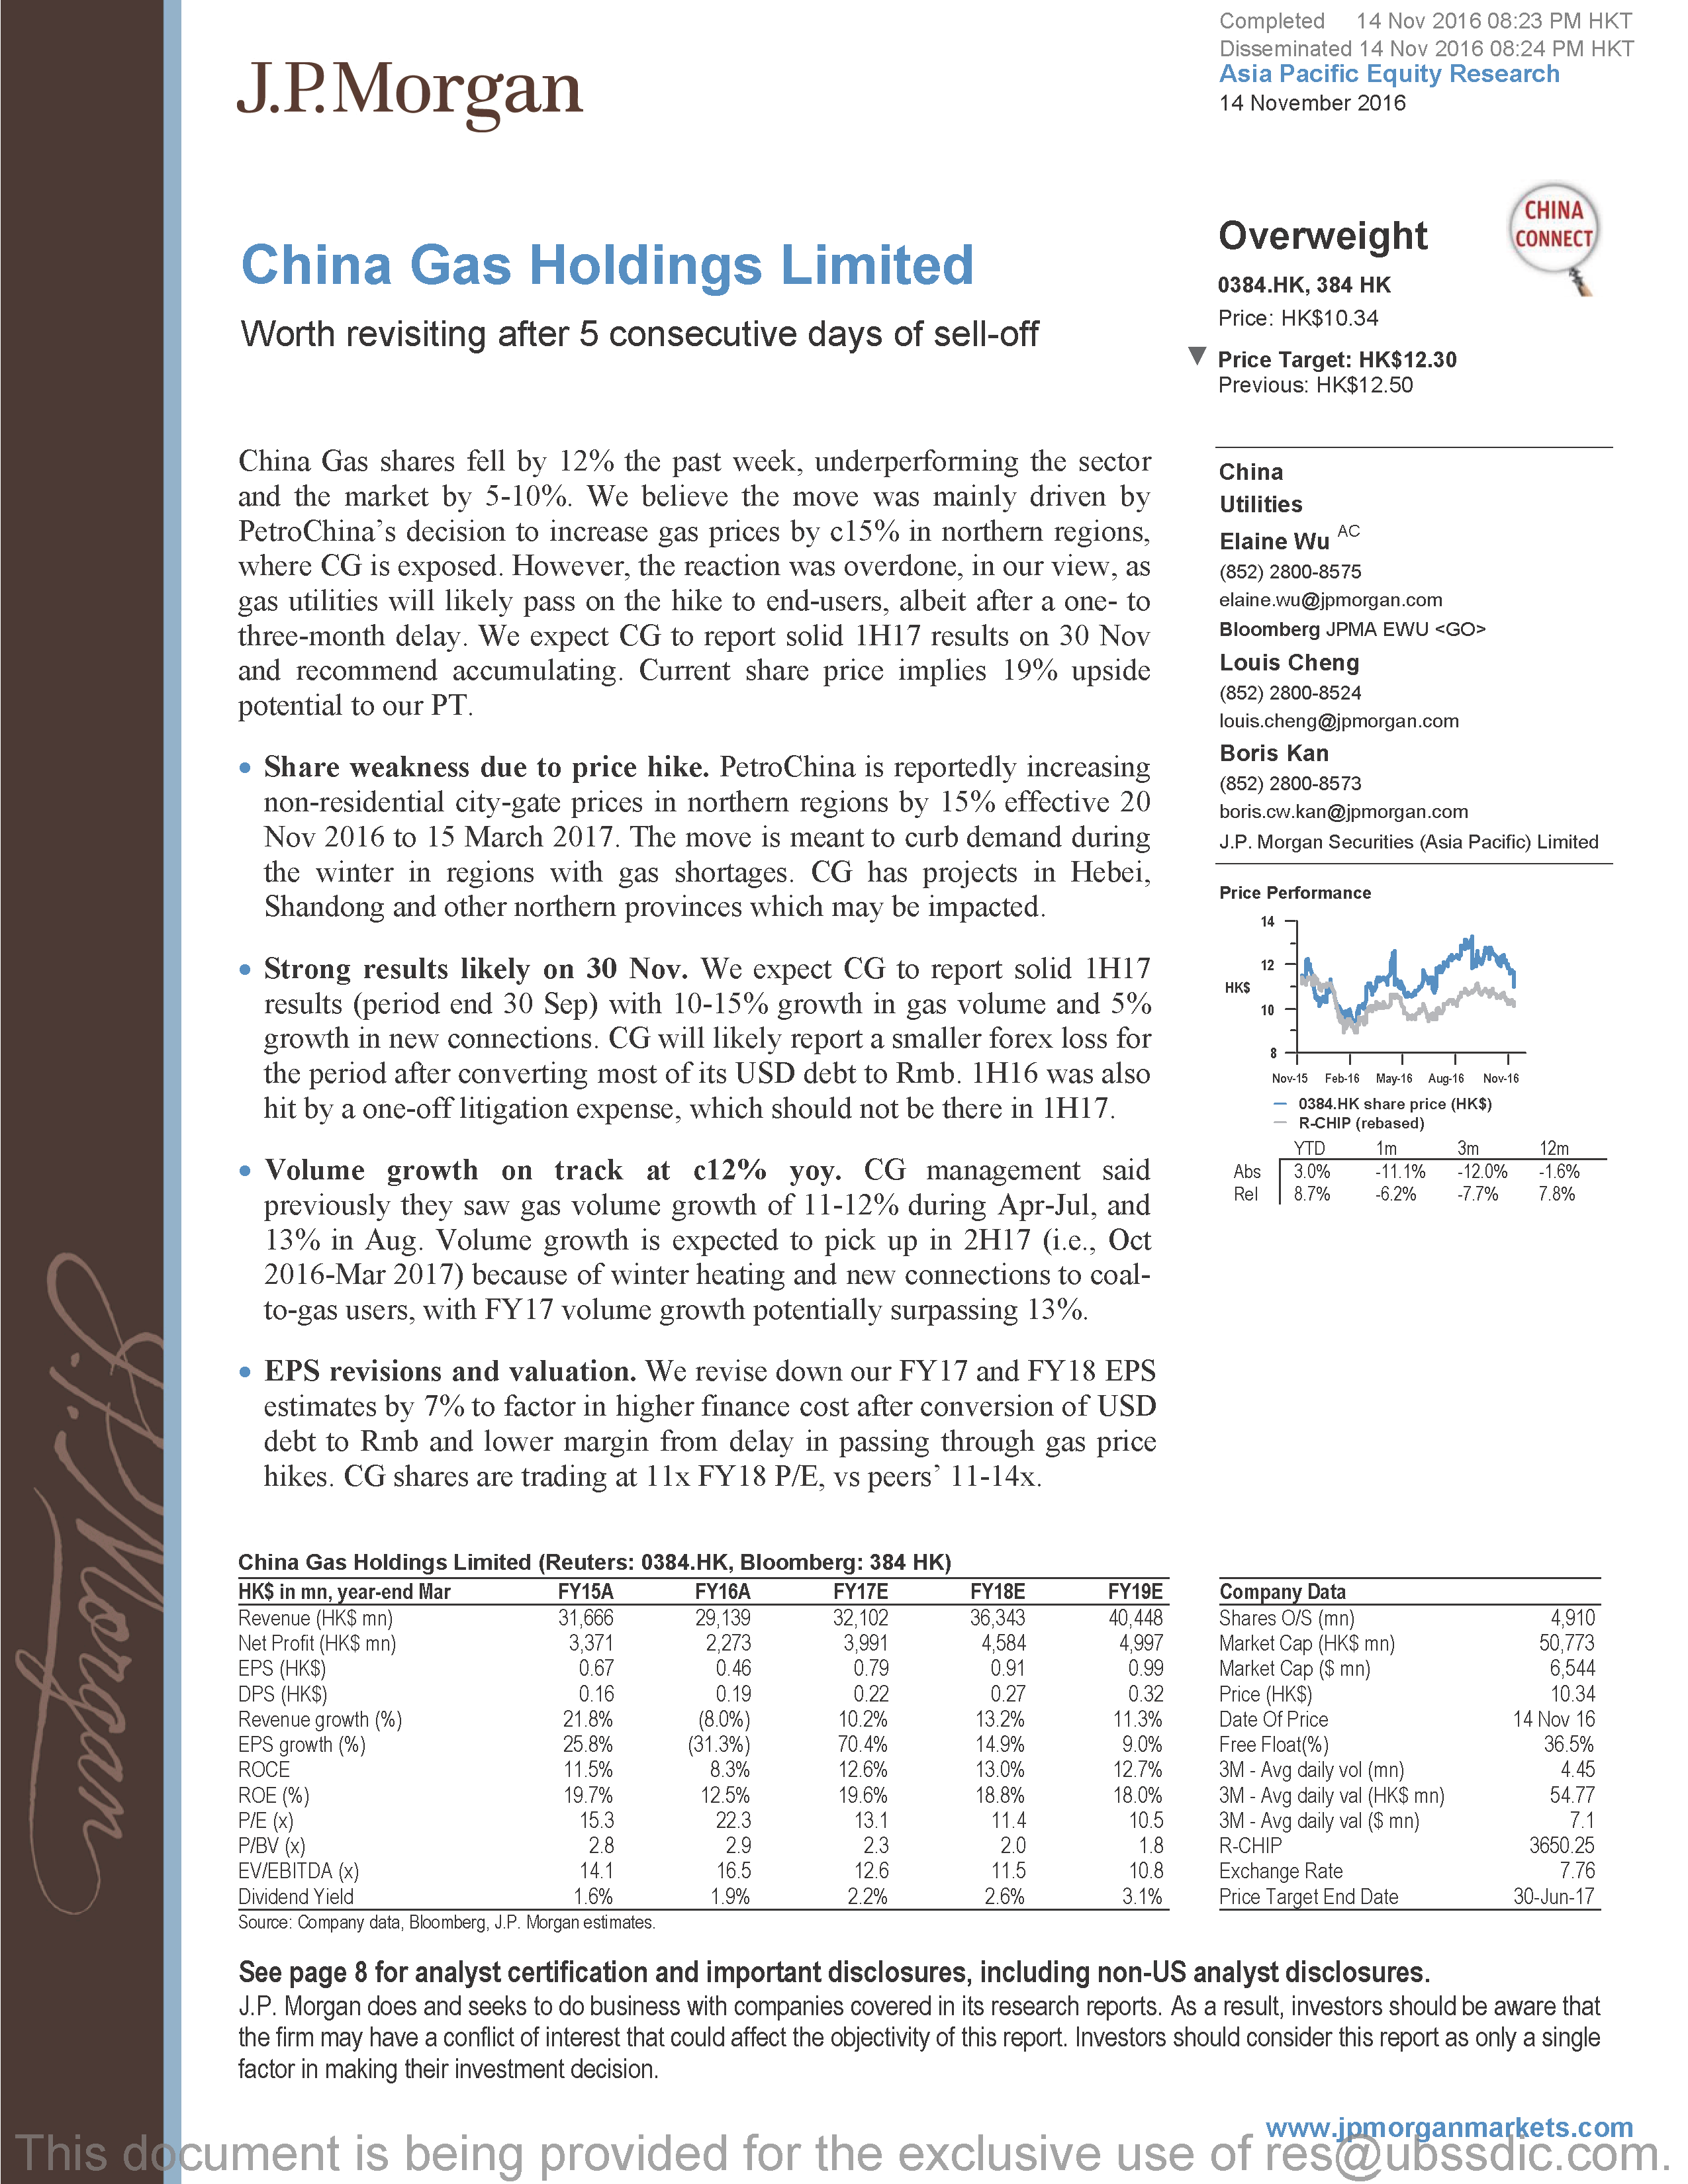 Completed 14 Nov 2016 08:23 PM HKT
Disseminated 14 Nov 2016 08:24 PM HKT
Asia Pacific Equity Research
14 November 2016
J.P.Morgan
China Gas Holdings Limited
Worth revisiting after 5 consecutive days of sell-off
Overweight
CHINA
CONNECT
0384.HK, 384 HK
Price: HK$10.34
▼ Price Target: HK$12.30
Previous: HK$12.50
China Gas shares fell by 12% the past week, underperforming the sector
and the market by 5-10%. We believe the move was mainly driven by
PetroChina's decision to increase gas prices by c15% in northern regions,
where CG is exposed. However, the reaction was overdone, in our view, as
gas utilities will likely pass on the hike to end-users, albeit after a one- to
three-month delay. We expect CG to report solid 1H17 results on 30 Nov
and recommend accumulating. Current share price implies 19% upside
potential to our PT.
• Share weakness due to price hike. PetroChina is reportedly increasing
non-residential city-gate prices in northern regions by 15% effective 20
Nov 2016 to 15 March 2017. The move is meant to curb demand during
the winter in regions with gas shortages. CG has projects in Hebei,
Shandong and other northern provinces which may be impacted.
• Strong results likely on 30 Nov. We expect CG to report solid 1H17
results (period end 30 Sep) with 10-15% growth in gas volume and 5%
growth in new connections. CG will likely report a smaller forex loss for
the period after converting most of its USD debt to Rmb. 1H16 was also
hit by a one-off litigation expense, which should not be there in 1H17.
• Volume growth on track at c12% yoy. CG management said
previously they saw gas volume growth of 11-12% during Apr-Jul, and
13% in Aug. Volume growth is expected to pick up in 2H17 (i.e., Oct
2016-Mar 2017) because of winter heating and new connections to coal-
to-gas users, with FY17 volume growth potentially surpassing 13%.
• EPS revisions and valuation. We revise down our FY17 and FY18 EPS
estimates by 7% to factor in higher finance cost after conversion of USD
debt to Rmb and lower margin from delay in passing through gas price
hikes. CG shares are trading at 11x FY18 P/E, vs peers' 11-14x.
China
Utilities
Elaine Wu AC
(852) 2800-8575
elaine.wu@jpmorgan.com
Bloomberg JPMA EWU <GO>
Louis Cheng
(852) 2800-8524
louis.cheng@jpmorgan.com
Boris Kan
(852) 2800-8573
boris.cw.kan@jpmorgan.com
J.P. Morgan Securities (Asia Pacific) Limited
Price Performance
14
12
HK$
10
8
Nov-15 Feb-16 May-16 Aug-16 Nov-16
0384.HK share price (HK$)
R-CHIP (rebased)
YTD 1m 3m 12m
Abs 3.0% -11.1% -12.0% -1.6%
Rel 8.7% -6.2% -7.7% 7.8%
J.P.Morgan
China Gas Holdings Limited (Reuters: 0384.HK, Bloomberg: 384 HK)
HK$ in mn, year-end Mar FY15A FY16A FY17E FY18E FY19E
Revenue (HK$ mn) 31,666 29,139 32,102 36,343 40,448
Net Profit (HK$ mn) 3,371 2,273 3,991 4,584 4,997
EPS (HK$) 0.67 0.46 0.79 0.91 0.99
DPS (HK$) 0.16 0.19 0.22 0.27 0.32
Revenue growth (%) 21.8% (8.0%) 10.2% 13.2% 11.3%
EPS growth (%) 25.8% (31.3%) 70.4% 14.9% 9.0%
ROCE 11.5% 8.3% 12.6% 13.0% 12.7%
ROE (%) 19.7% 12.5% 19.6% 18.8% 18.0%
P/E (x) 15.3 22.3 13.1 11.4 10.5
P/BV (x) 2.8 2.9 2.3 2.0 1.8
EV/EBITDA (x) 14.1 16.5 12.6 11.5 10.8
Dividend Yield 1.6% 1.9% 2.2% 2.6% 3.1%
Source: Company data, Bloomberg, J.P. Morgan estimates.
Company Data
Shares O/S (mn) 4,910
Market Cap (HK$ mn) 50,773
Market Cap ($ mn) 6,544
Price (HK$) 10.34
Date Of Price 14 Nov 16
Free Float(%) 36.5%
3M - Avg daily vol (mn) 4.45
3M - Avg daily val (HK$ mn) 54.77
3M - Avg daily val ($ mn) 7.1
R-CHIP 3650.25
Exchange Rate 7.76
Price Target End Date 30-Jun-17
See page 8 for analyst certification and important disclosures, including non-US analyst disclosures.
J.P. Morgan does and seeks to do business with companies covered in its research reports. As a result, investors should be aware that
the firm may have a conflict of interest that could affect the objectivity of this report. Investors should consider this report as only a single
factor in making their investment decision.
www.jpmorganmarkets.com
This document is being provided for the exclusive use of res@ubssdic.com.